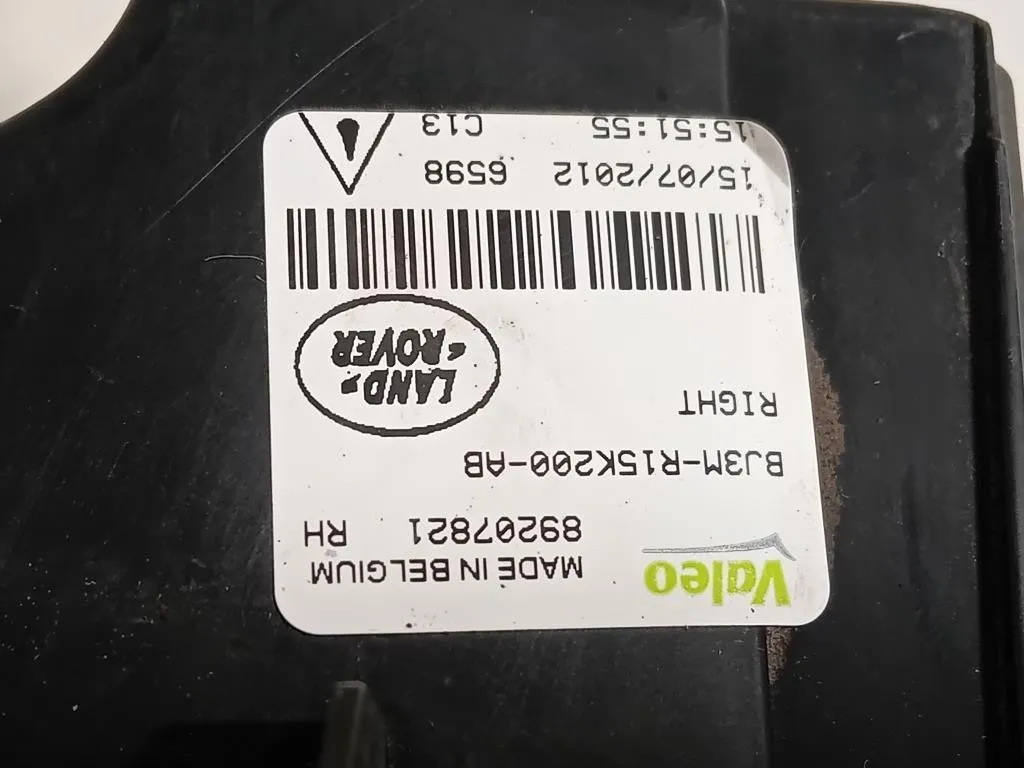 Valeo MADE IN BELGIUM
89207821 RH
BJ3M-R15K200-AB
RIGHT
LAND-
ROVER
15/07/2012 6598
15:51:55 C13